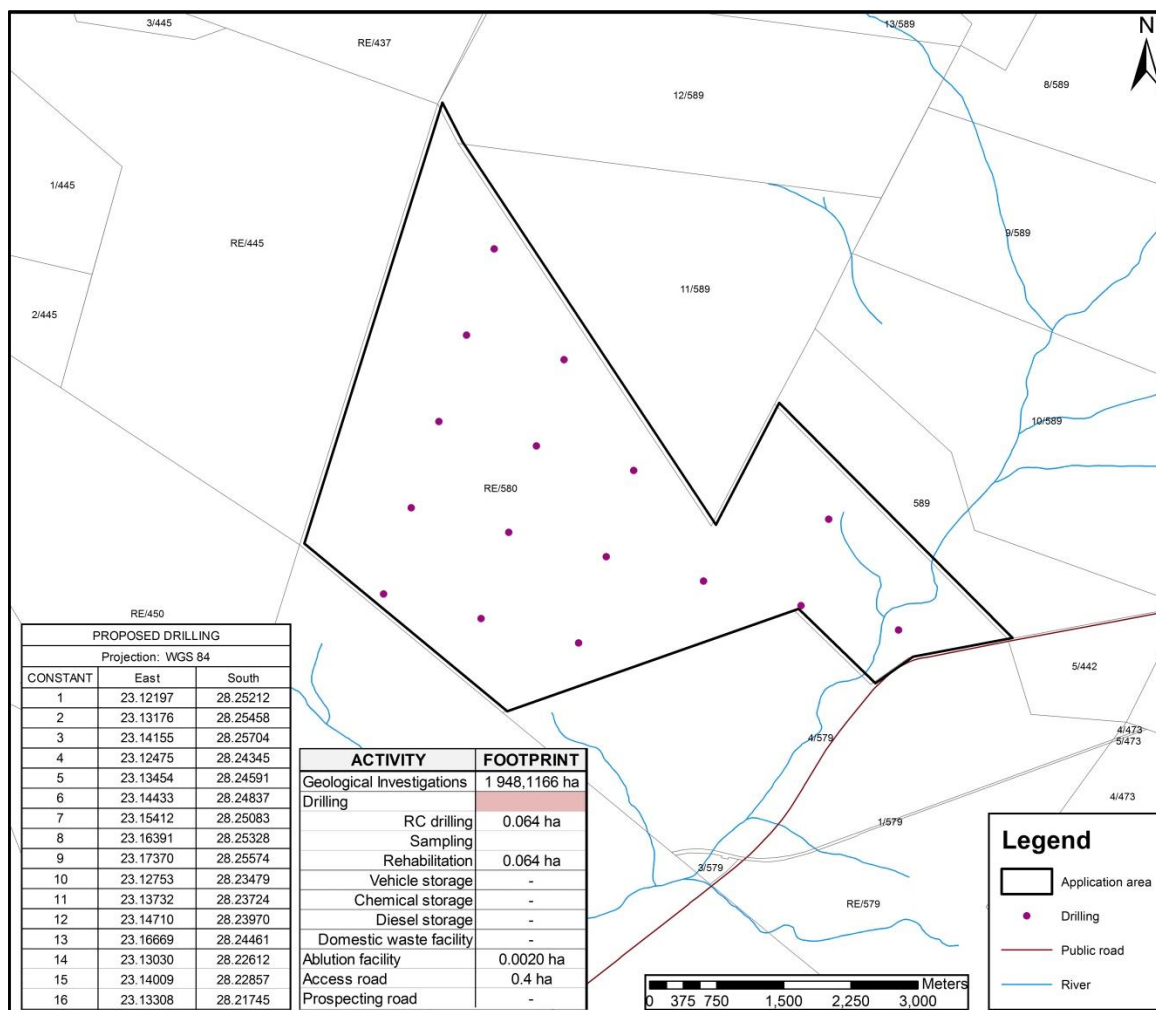 3/445
RE/437
13/589
N
12/589
8/589
1/445
RE/445
9/589
11/589
2/445
10/589
RE/580
589
RE/450
5/442
4/579
4/473
5/473
4/473
1/579
3/579
RE/579
PROPOSED DRILLING
Projection: WGS 84
CONSTANT East South
1 23.12197 28.25212
2 23.13176 28.25458
3 23.14155 28.25704
4 23.12475 28.24345
5 23.13454 28.24591
6 23.14433 28.24837
7 23.15412 28.25083
8 23.16391 28.25328
9 23.17370 28.25574
10 23.12753 28.23479
11 23.13732 28.23724
12 23.14710 28.23970
13 23.16669 28.24461
14 23.13030 28.22612
15 23.14009 28.22857
16 23.13308 28.21745
ACTIVITY FOOTPRINT
Geological Investigations 1 948,1166 ha
Drilling
RC drilling 0.064 ha
Sampling
Rehabilitation 0.064 ha
Vehicle storage -
Chemical storage -
Diesel storage -
Domestic waste facility -
Ablution facility 0.0020 ha
Access road 0.4 ha
Prospecting road -
Meters
0 375 750 1,500 2,250 3,000
Legend
Application area
Drilling
Public road
River